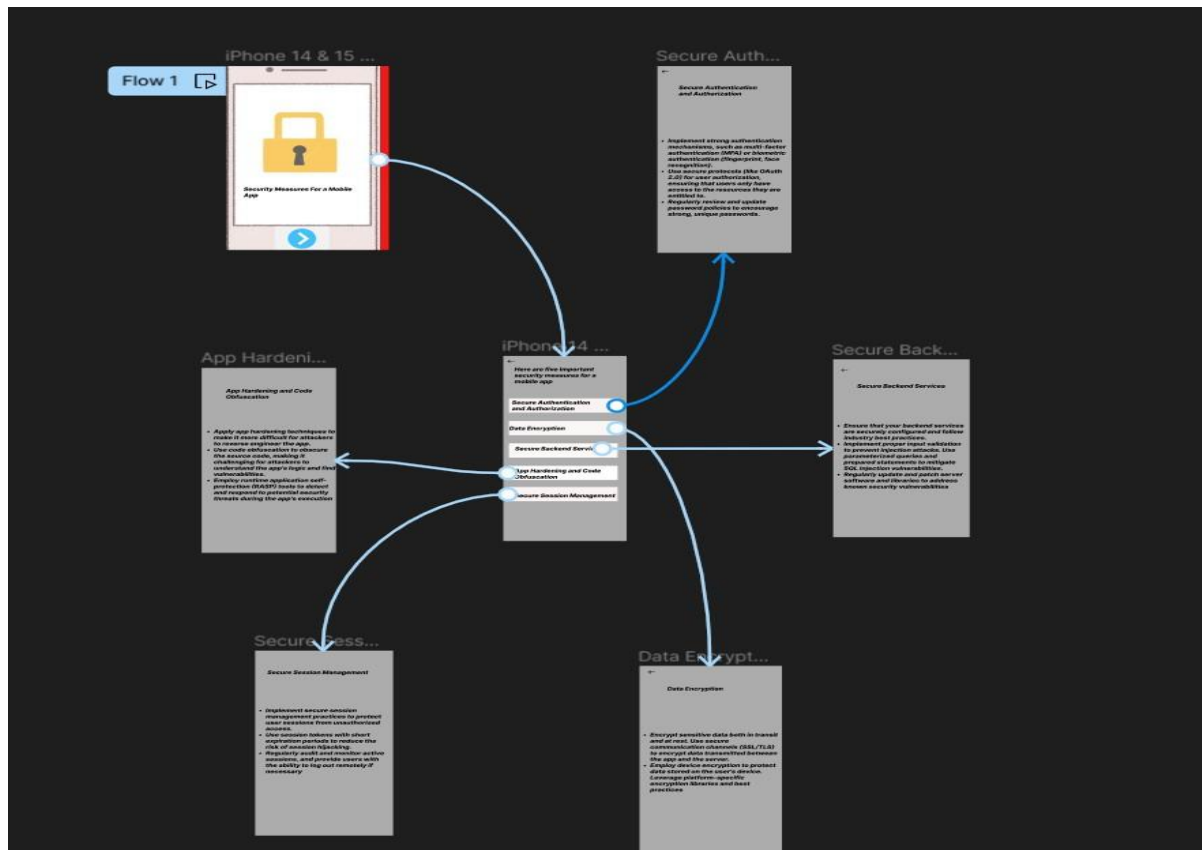 Flow 1
iPhone 14 & 15 ...
Security Measures For a Mobile
App
Secure Auth...
←
Secure Authentication
and Authorization
• Implement strong authentication
mechanisms, such as multi-factor
authentication (MFA) or biometric
authentication (fingerprint, face
recognition).
• Use secure protocols (like OAuth
2.0) for user authorization,
ensuring that users only have
access to the resources they are
entitled to.
• Regularly review and update
password policies to encourage
strong, unique passwords.
iPhone 14 ...
←
Here are five important
security measures for a
mobile app
Secure Authentication
and Authorization
Data Encryption
Secure Backend Servic
App Hardening and Code
Obfuscation
Secure Session Management
App Hardeni...
App Hardening and Code
Obfuscation
• Apply app hardening techniques to
make it more difficult for attackers
to reverse engineer the app.
• Use code obfuscation to obscure
the source code, making it
challenging for attackers to
understand the app's logic and find
vulnerabilities.
• Employ runtime application self-
protection (RASP) tools to detect
and respond to potential security
threats during the app's execution
Secure Back...
←
Secure Backend Services
• Ensure that your backend services
are securely configured and follow
industry best practices.
• Implement proper input validation
to prevent injection attacks. Use
parameterized queries and
prepared statements to mitigate
SQL injection vulnerabilities.
• Regularly update and patch server
software and libraries to address
known security vulnerabilities
Secure Sess...
Secure Session Management
• Implement secure session
management practices to protect
user sessions from unauthorized
access.
• Use session tokens with short
expiration periods to reduce the
risk of session hijacking.
• Regularly audit and monitor active
sessions, and provide users with
the ability to log out remotely if
necessary
Data Encrypt...
←
Data Encryption
• Encrypt sensitive data both in transit
and at rest. Use secure
communication channels (SSL/TLS)
to encrypt data transmitted between
the app and the server.
• Employ device encryption to protect
data stored on the user's device.
Leverage platform-specific
encryption libraries and best
practices